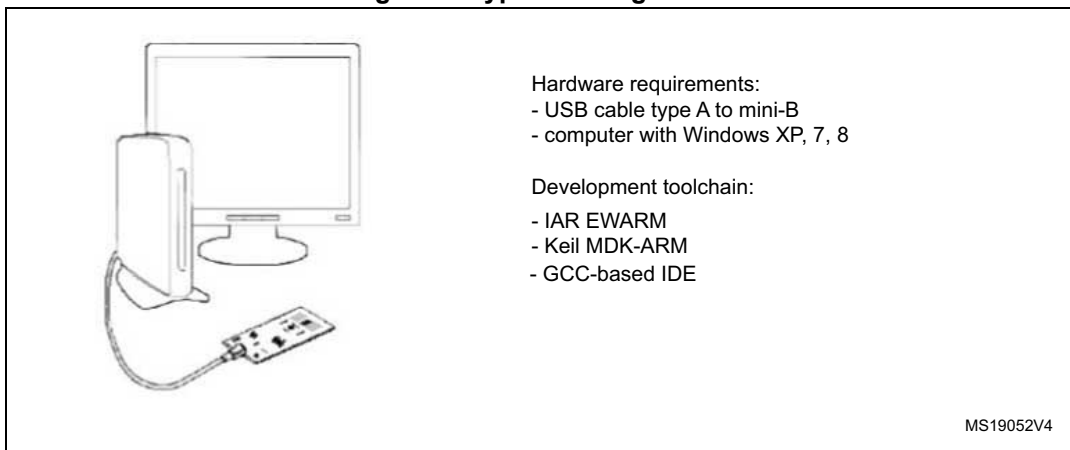 Hardware requirements:
- USB cable type A to mini-B
- computer with Windows XP, 7, 8
Development toolchain:
- IAR EWARM
- Keil MDK-ARM
- GCC-based IDE
MS19052V4